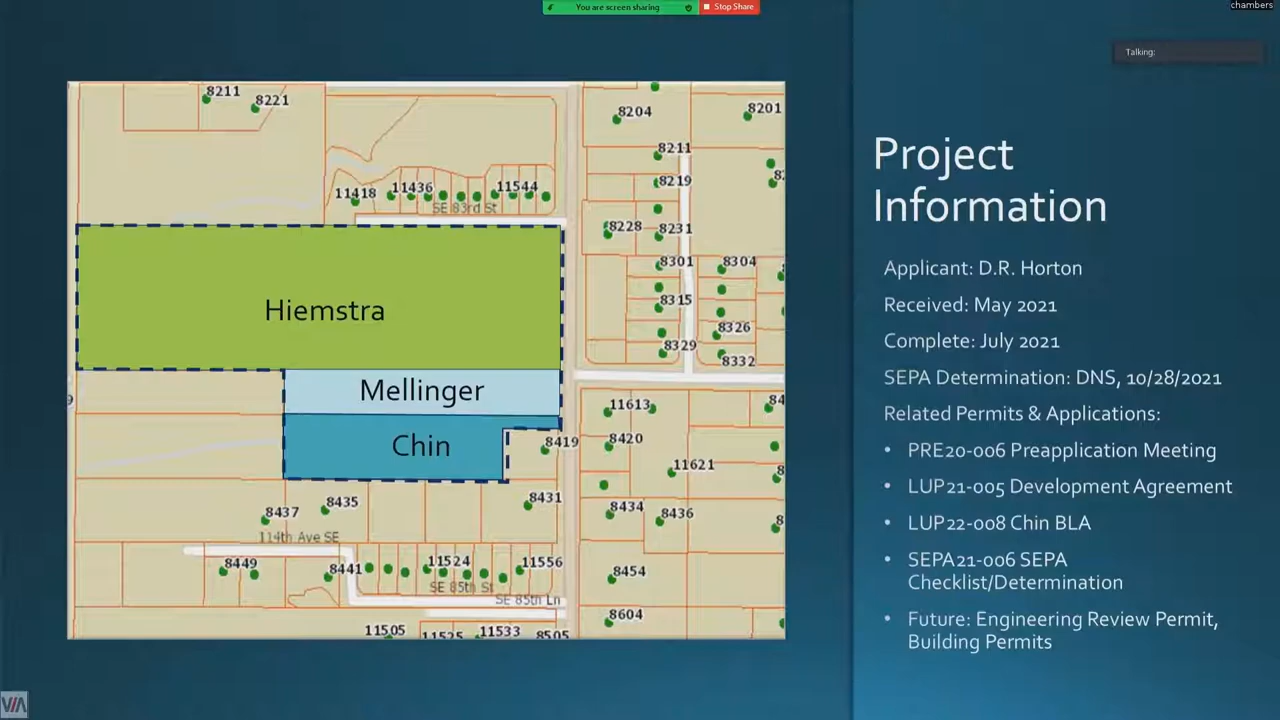 You are screen sharing
Stop Share
chambers
Talking:
8211
8221
8204
8201
8211
11418
11436
11544
8219
SE 83rd St
8228
8231
Hiemstra
8301
8304
8315
8326
8329
8332
Mellinger
11613
84
Chin
8419
8420
11621
8431
8435
8437
8434
8436
114th Ave SE
8449
8441
11524
11556
8454
SE 85th St
SE 85th Ln
8604
11505
11525
11533
8505
Project
Information
Applicant: D.R. Horton
Received: May 2021
Complete: July 2021
SEPA Determination: DNS, 10/28/2021
Related Permits & Applications:
• PRE20-006 Preapplication Meeting
• LUP21-005 Development Agreement
• LUP22-008 Chin BLA
• SEPA21-006 SEPA
Checklist/Determination
• Future: Engineering Review Permit,
Building Permits
VIA